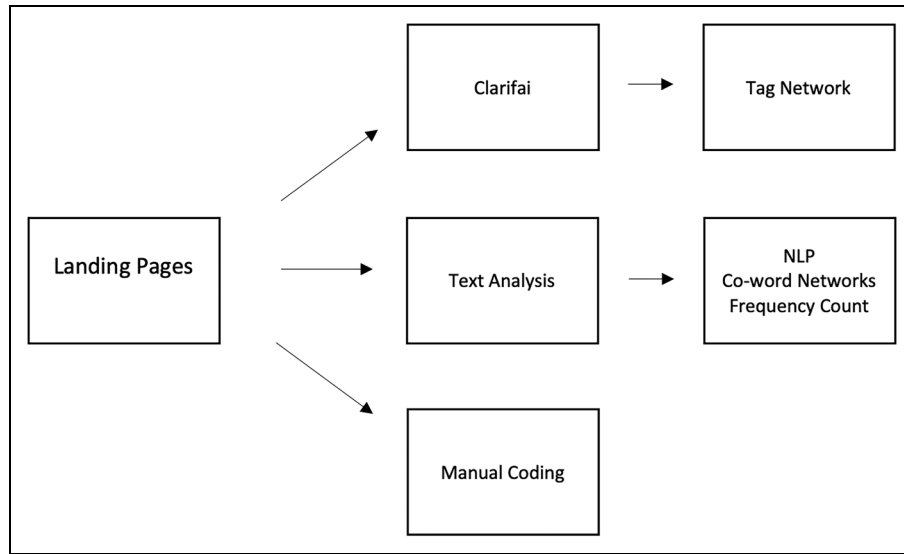 Clarifai
Tag Network
Landing Pages
Text Analysis
NLP
Co-word Networks
Frequency Count
Manual Coding